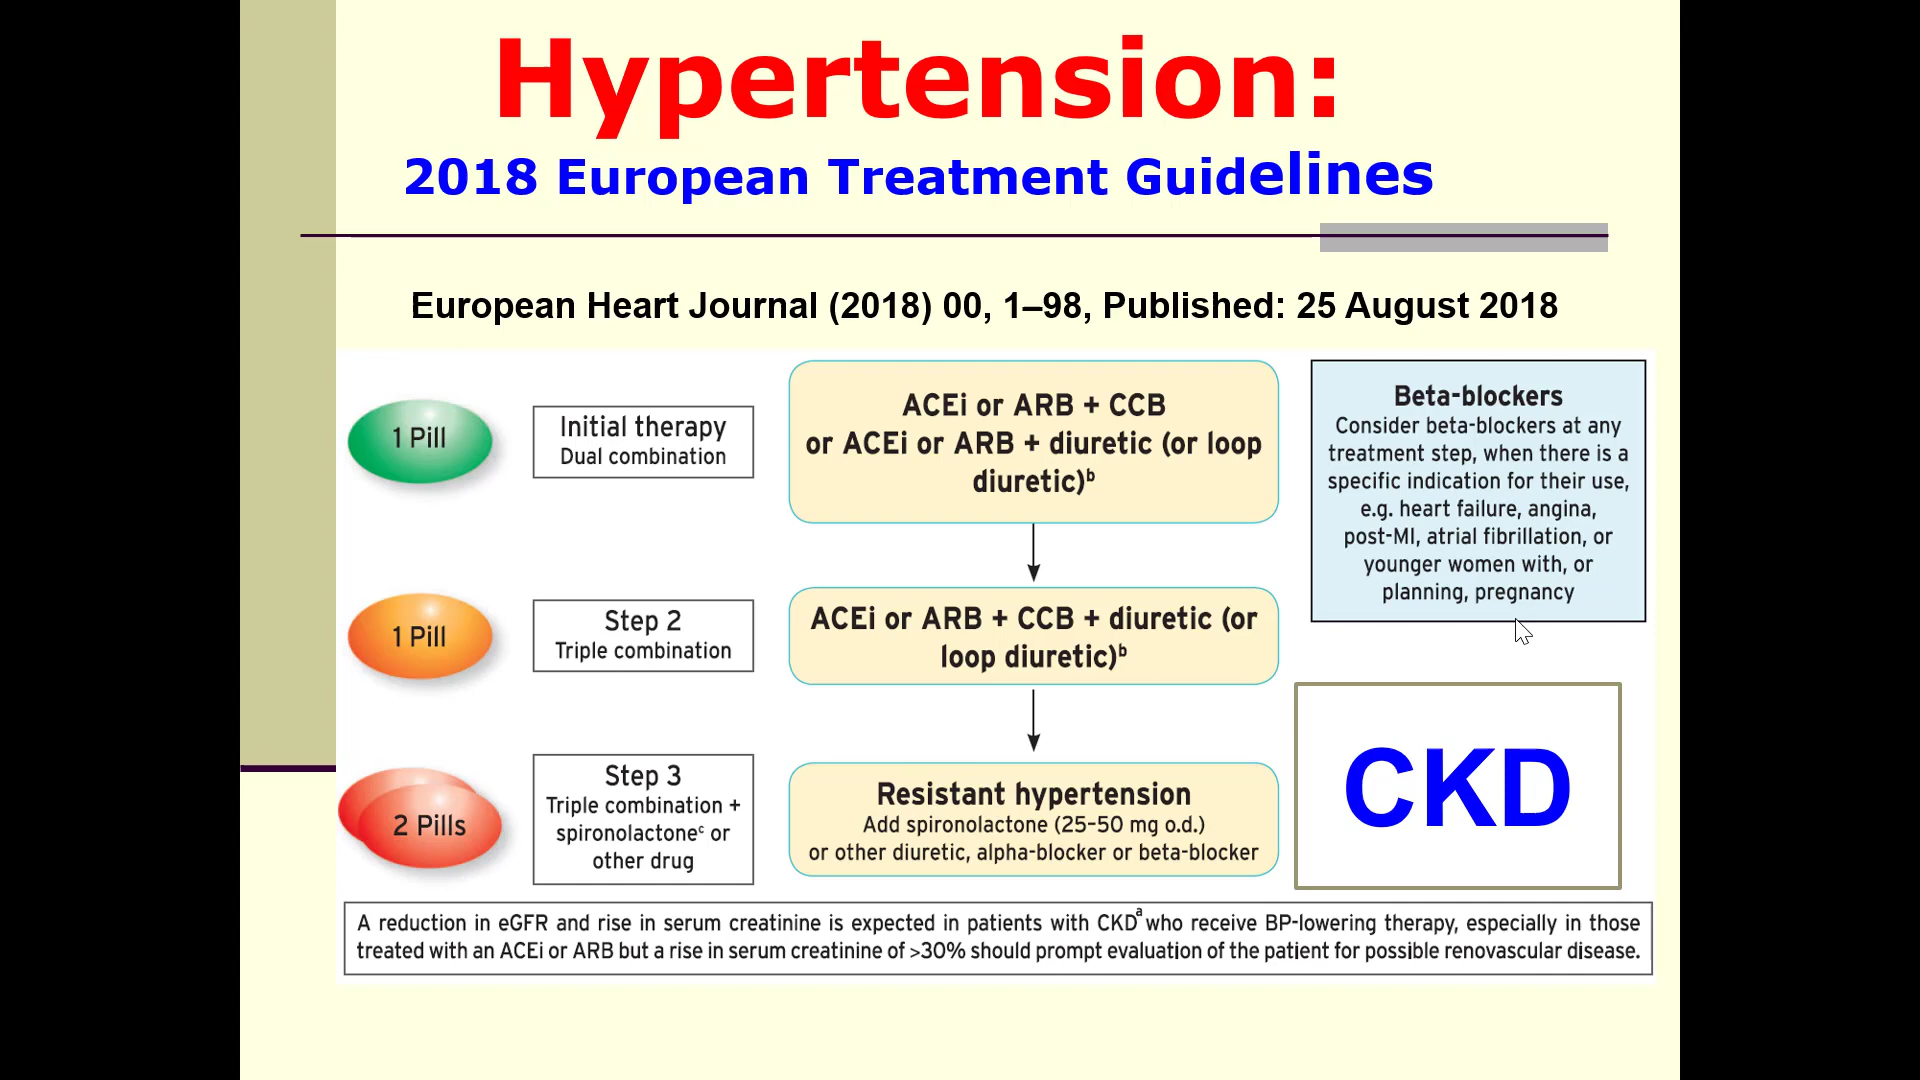 Hypertension:
2018 European Treatment Guidelines
European Heart Journal (2018) 00, 1–98, Published: 25 August 2018
1 Pill
Initial therapy
Dual combination
ACEi or ARB + CCB
or ACEi or ARB + diuretic (or loop
diuretic)ᵇ
Beta-blockers
Consider beta-blockers at any
treatment step, when there is a
specific indication for their use,
e.g. heart failure, angina,
post-MI, atrial fibrillation, or
younger women with, or
planning, pregnancy
1 Pill
Step 2
Triple combination
ACEi or ARB + CCB + diuretic (or
loop diuretic)ᵇ
2 Pills
Step 3
Triple combination +
spironolactoneᶜ or
other drug
Resistant hypertension
Add spironolactone (25–50 mg o.d.)
or other diuretic, alpha-blocker or beta-blocker
CKD
A reduction in eGFR and rise in serum creatinine is expected in patients with CKDᵃ who receive BP-lowering therapy, especially in those
treated with an ACEi or ARB but a rise in serum creatinine of >30% should prompt evaluation of the patient for possible renovascular disease.